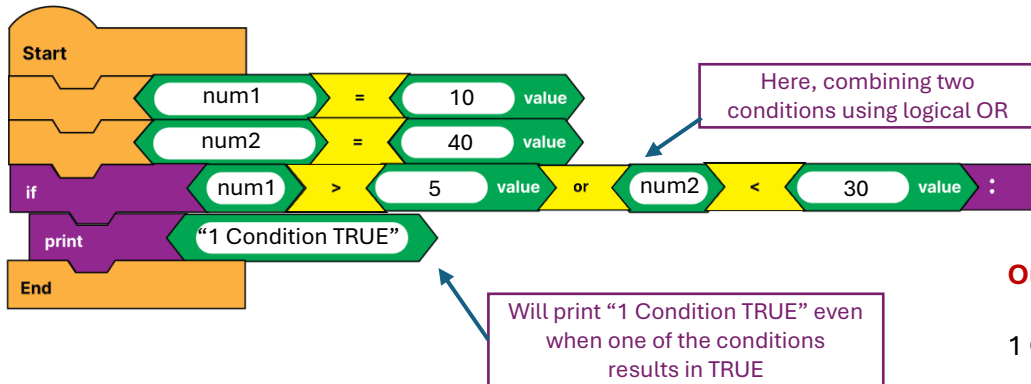 Start
num1 = 10 value
Here, combining two
conditions using logical OR
num2 = 40 value
if num1 > 5 value or num2 < 30 value :
print “1 Condition TRUE”
End
Will print “1 Condition TRUE” even
when one of the conditions
results in TRUE
1